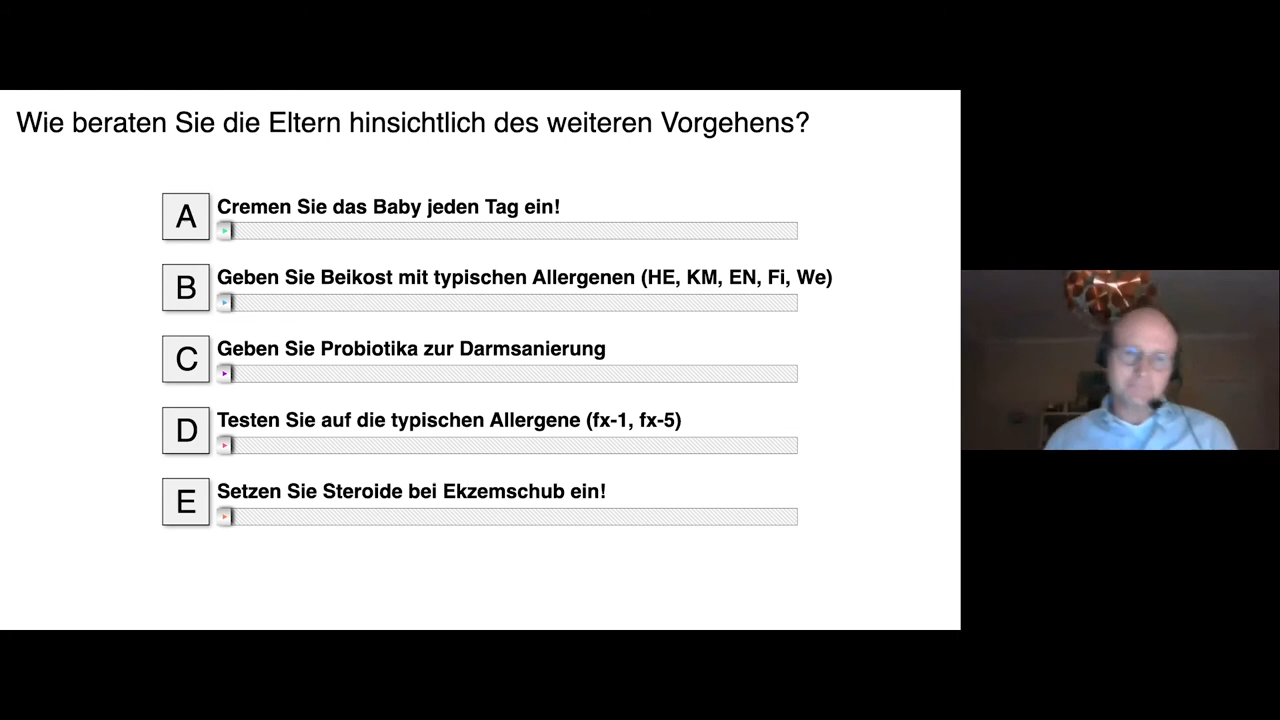 Wie beraten Sie die Eltern hinsichtlich des weiteren Vorgehens?
A
Cremen Sie das Baby jeden Tag ein!
B
Geben Sie Beikost mit typischen Allergenen (HE, KM, EN, Fi, We)
C
Geben Sie Probiotika zur Darmsanierung
D
Testen Sie auf die typischen Allergene (fx-1, fx-5)
E
Setzen Sie Steroide bei Ekzemschub ein!